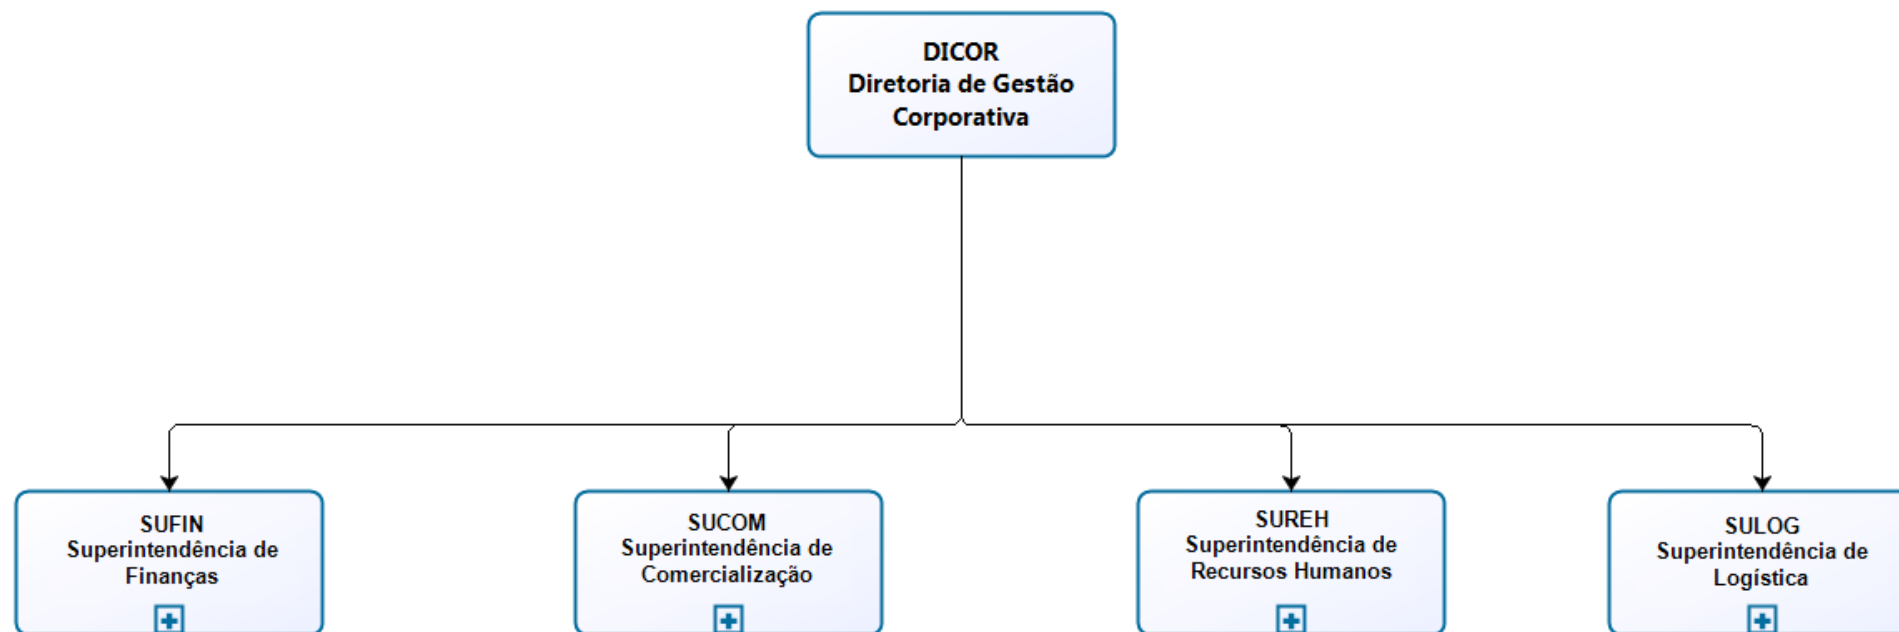 DICOR
Diretoria de Gestão
Corporativa
SUFIN
Superintendência de
Finanças
SUCOM
Superintendência de
Comercialização
SUREH
Superintendência de
Recursos Humanos
SULOG
Superintendência de
Logística